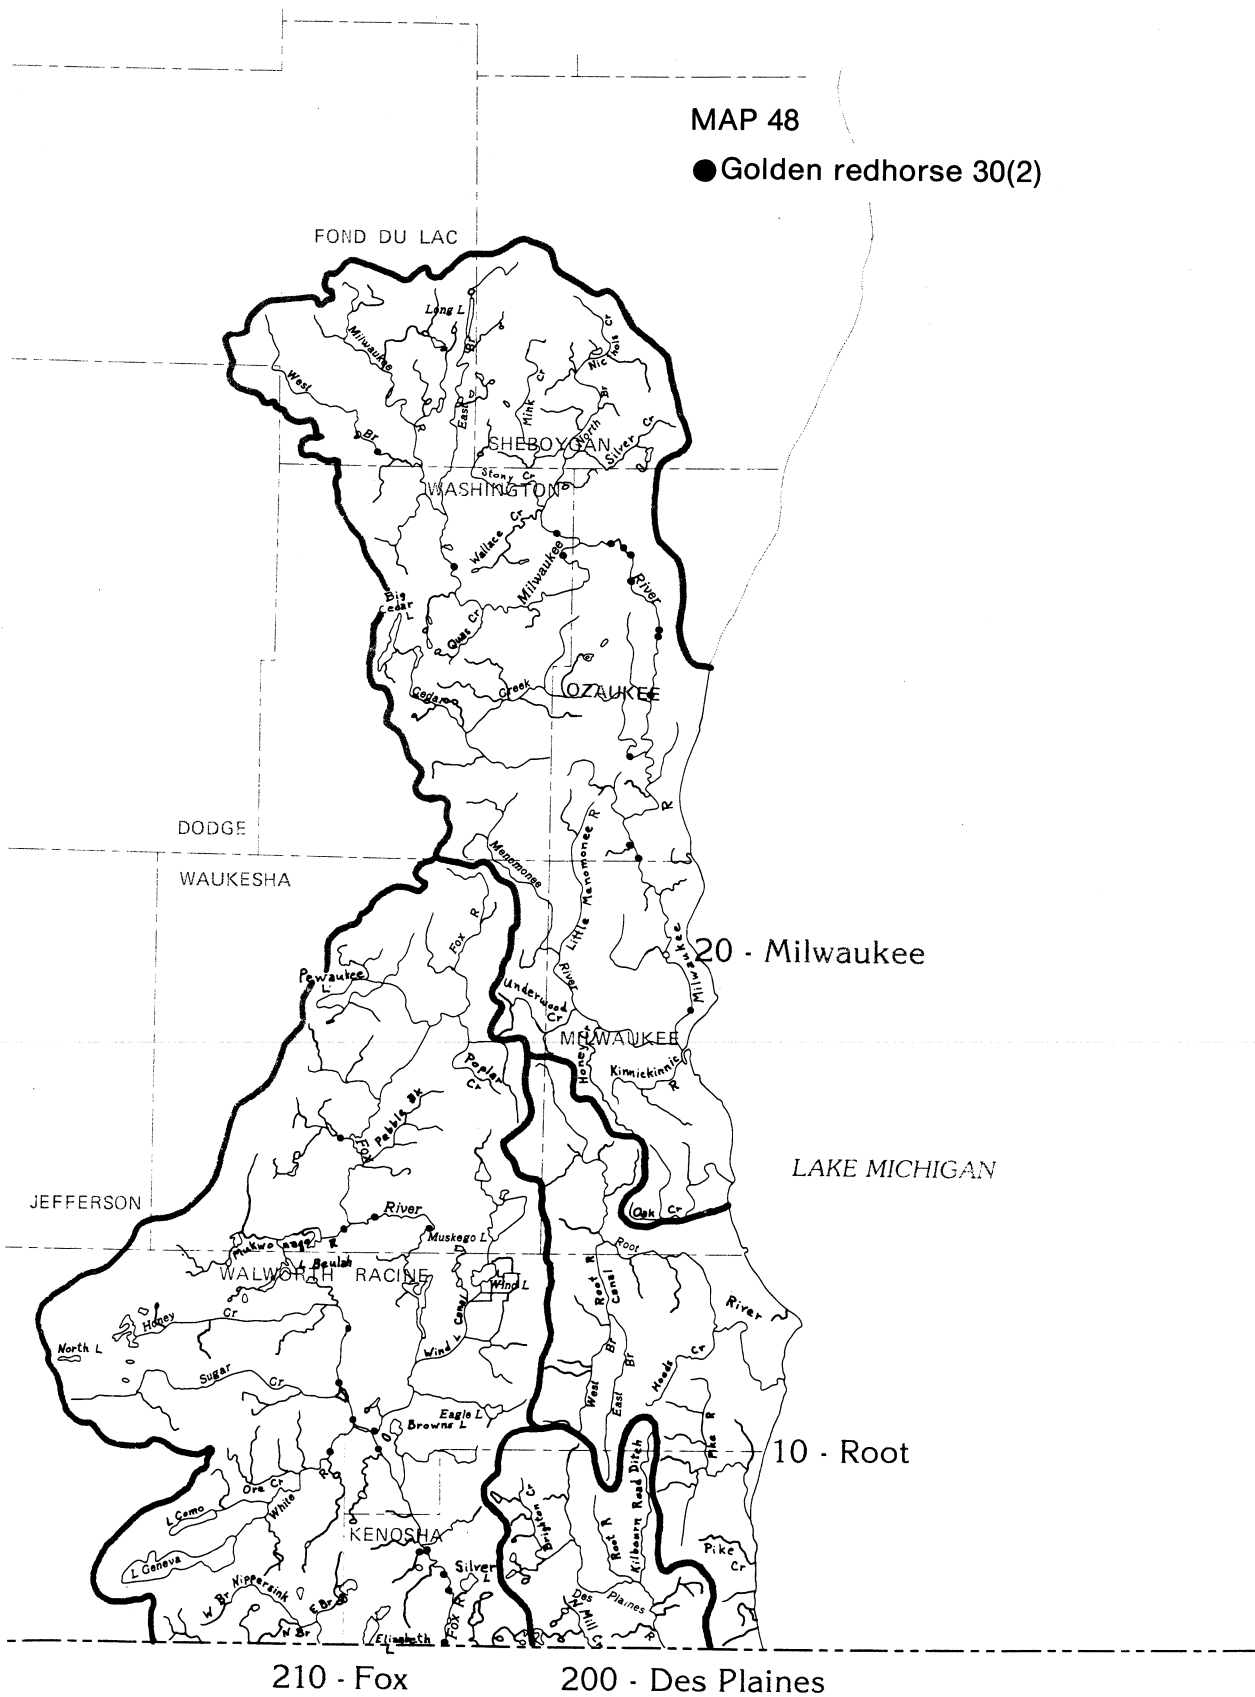 MAP 48
Golden redhorse 30(2)
FOND DU LAC
Long L
Milwaukee
R
West
Br
East
Br
Mink
Cr
Nichols Cr
North
Br
Silver Cr
SHEBOYGAN
Stony Cr
WASHINGTON
Wallace Cr
Milwaukee
River
Big
Cedar
L
Quas Cr
Cedar
Creek
OZAUKEE
DODGE
WAUKESHA
Menomonee
Little Menomonee R
R
Fox R
Milwaukee
20 - Milwaukee
Pewaukee
L
River
Underwood
Cr
MILWAUKEE
Honey Cr
Kinnickinnic
R
Poplar
Cr
Pebble Bk
Fox
LAKE MICHIGAN
JEFFERSON
Oak Cr
River
Muskego L
Mukwonago R
L Beulah
WALWORTH
RACINE
Wind L
Root
River
Root R
Canal
Honey
Cr
North L
Wind L Canal
Sugar
Cr
West
Br
East
Br
Hoods
Cr
Eagle L
Browns L
Pike R
10 - Root
Ore Cr
R
White
L Como
L Geneva
KENOSHA
Brighton
Cr
Root R
Kilbourn Road Ditch
Pike
Cr
Silver
L
W Br
Nippersink
E Br
N Br
Elizabeth
L
Fox R
Des Plaines
R
Mill
210 - Fox
200 - Des Plaines